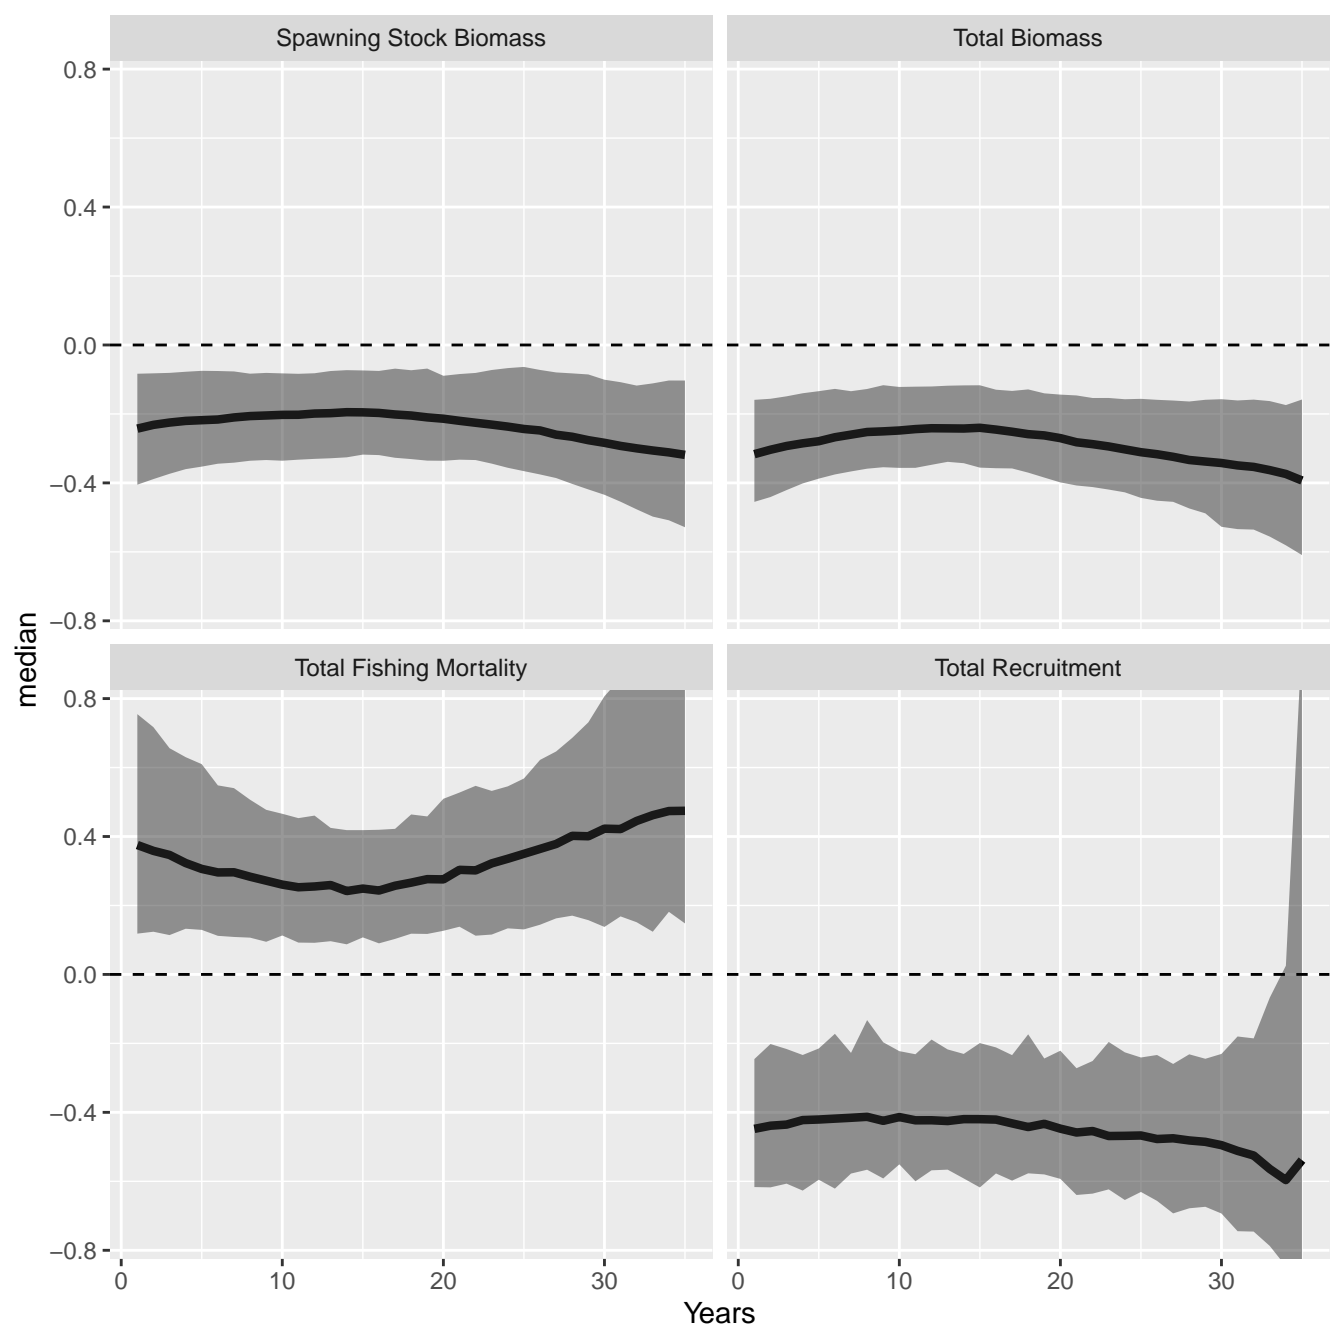 Spawning Stock Biomass
Total Biomass
0.8
0.4
0.0
−0.4
−0.8
median
Total Fishing Mortality
Total Recruitment
0.8
0.4
0.0
−0.4
−0.8
0 10 20 30
0 10 20 30
Years